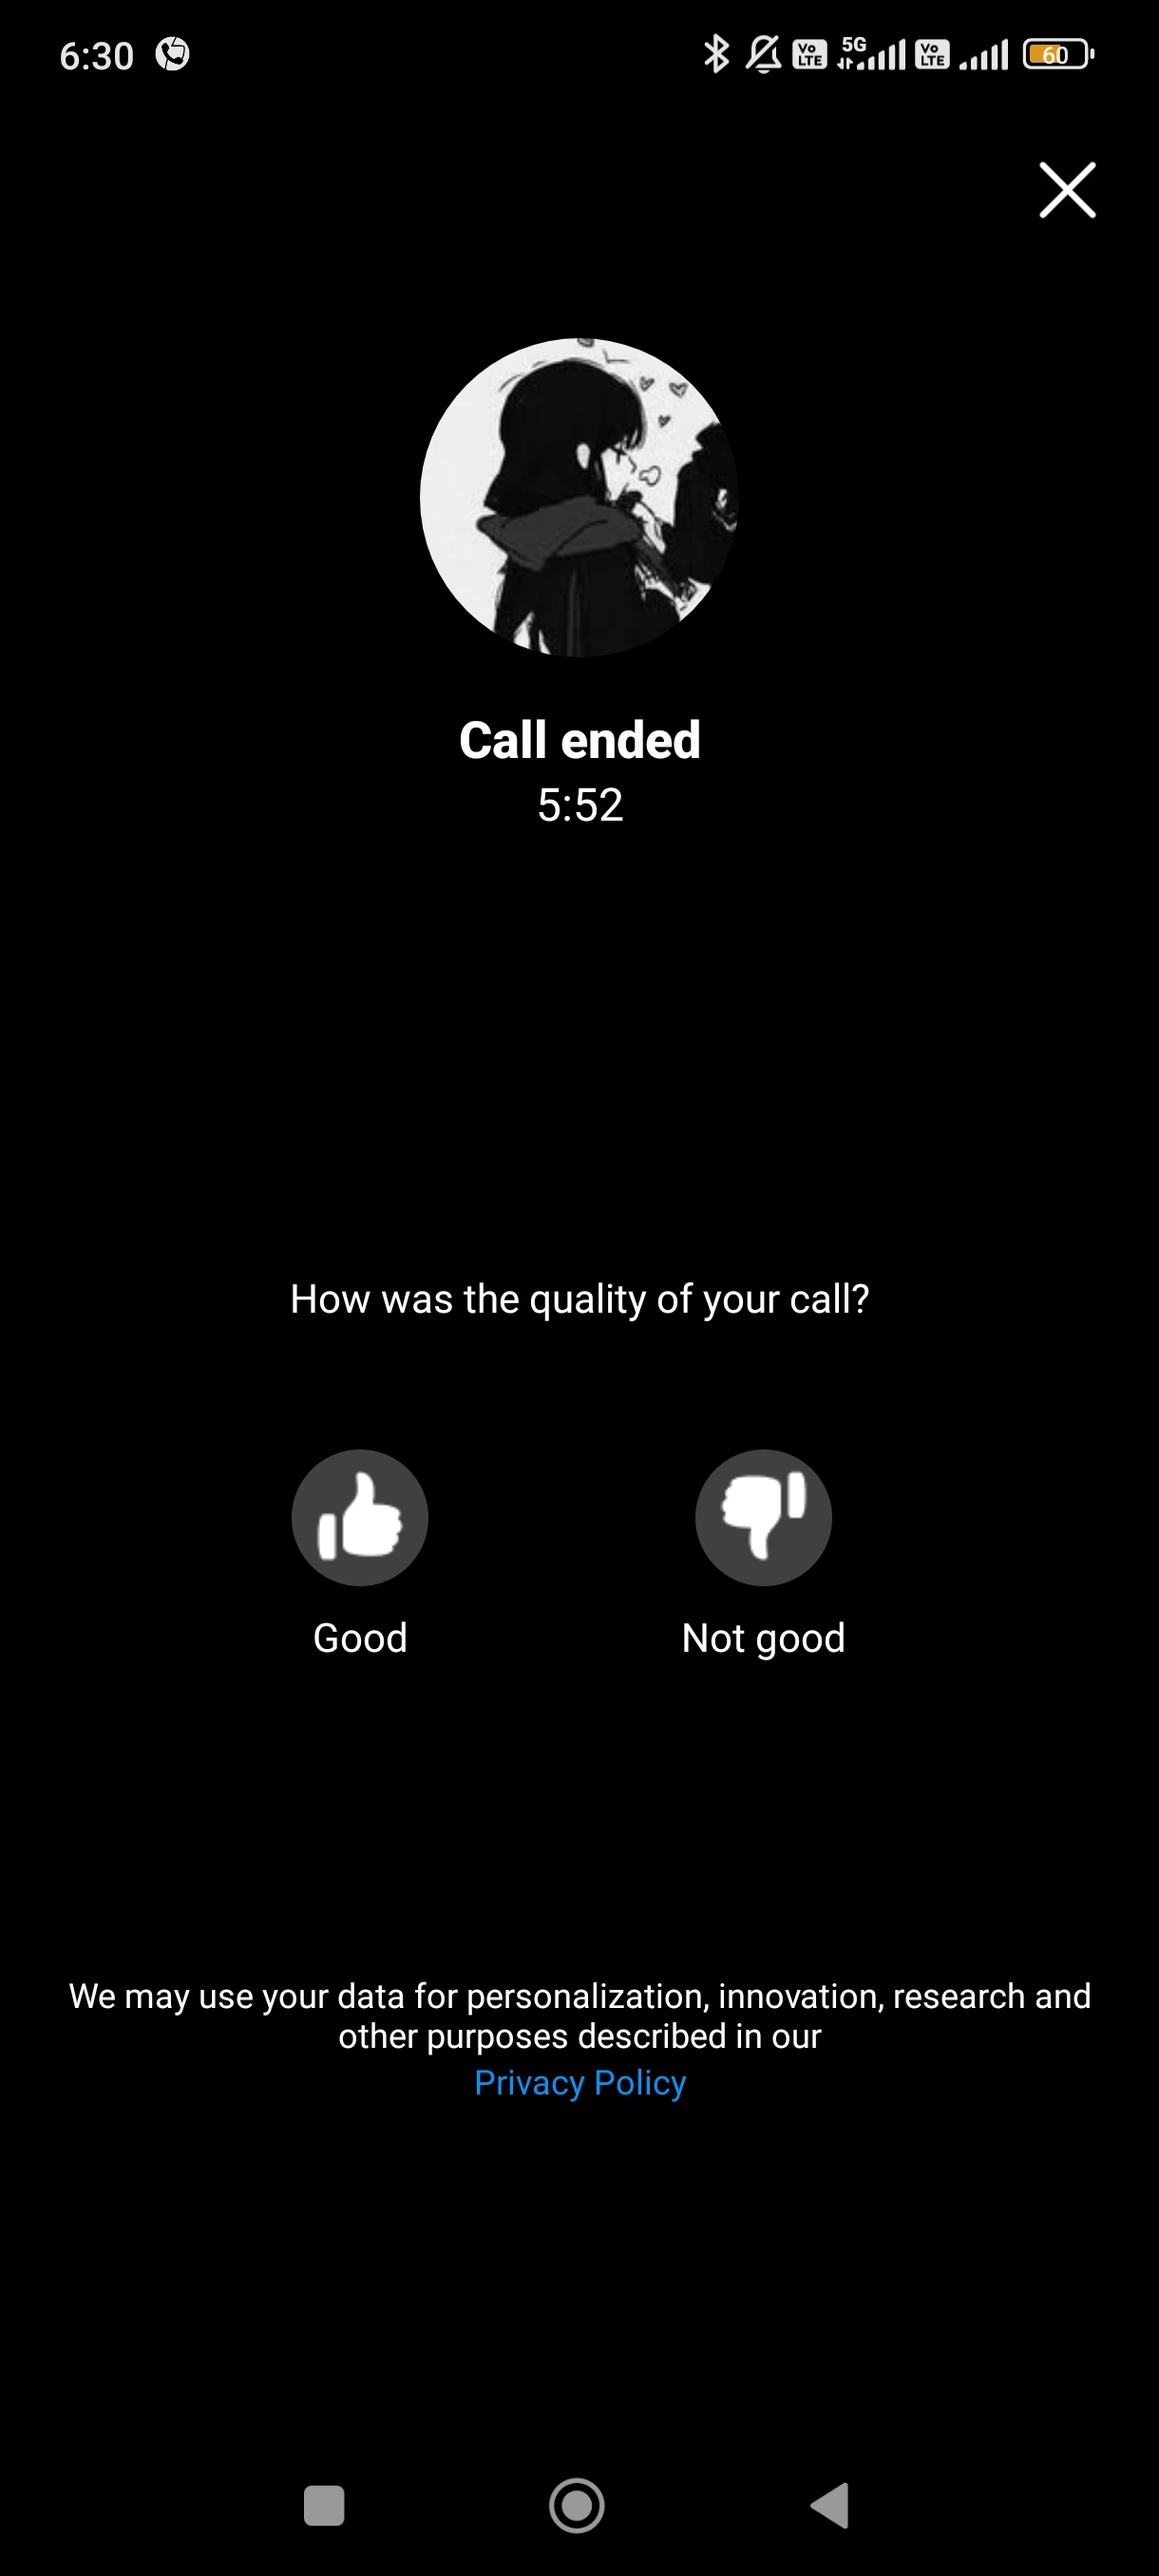 6:30
Vo LTE 5G Vo LTE 60
Call ended
5:52
How was the quality of your call?
Good Not good
We may use your data for personalization, innovation, research and
other purposes described in our
Privacy Policy